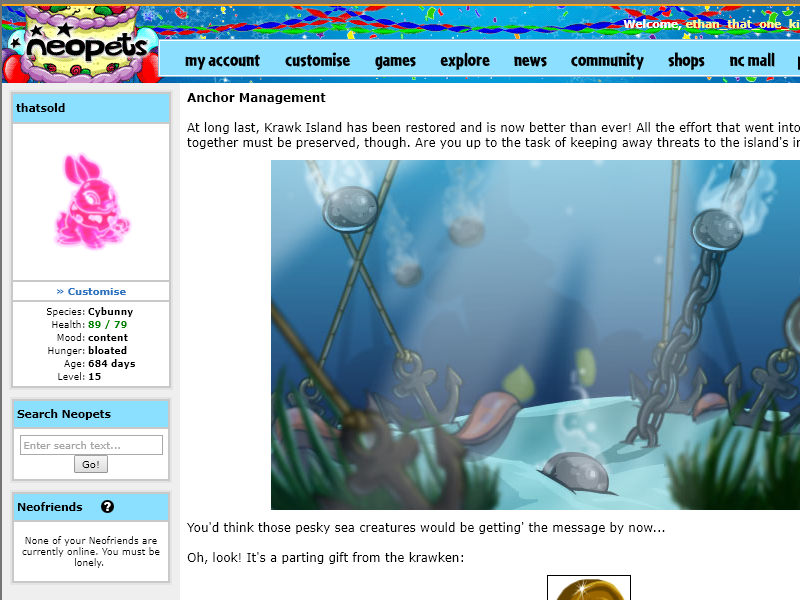 neopets
Welcome, ethan_that_one_ki
my account customise games explore news community shops nc mall
thatsold
» Customise
Species: Cybunny
Health: 89 / 79
Mood: content
Hunger: bloated
Age: 684 days
Level: 15
Search Neopets
Enter search text...
Go!
Neofriends ?
None of your Neofriends are
currently online. You must be
lonely.
Anchor Management
At long last, Krawk Island has been restored and is now better than ever! All the effort that went into
together must be preserved, though. Are you up to the task of keeping away threats to the island's
You'd think those pesky sea creatures would be getting' the message by now...
Oh, look! It's a parting gift from the krawken: